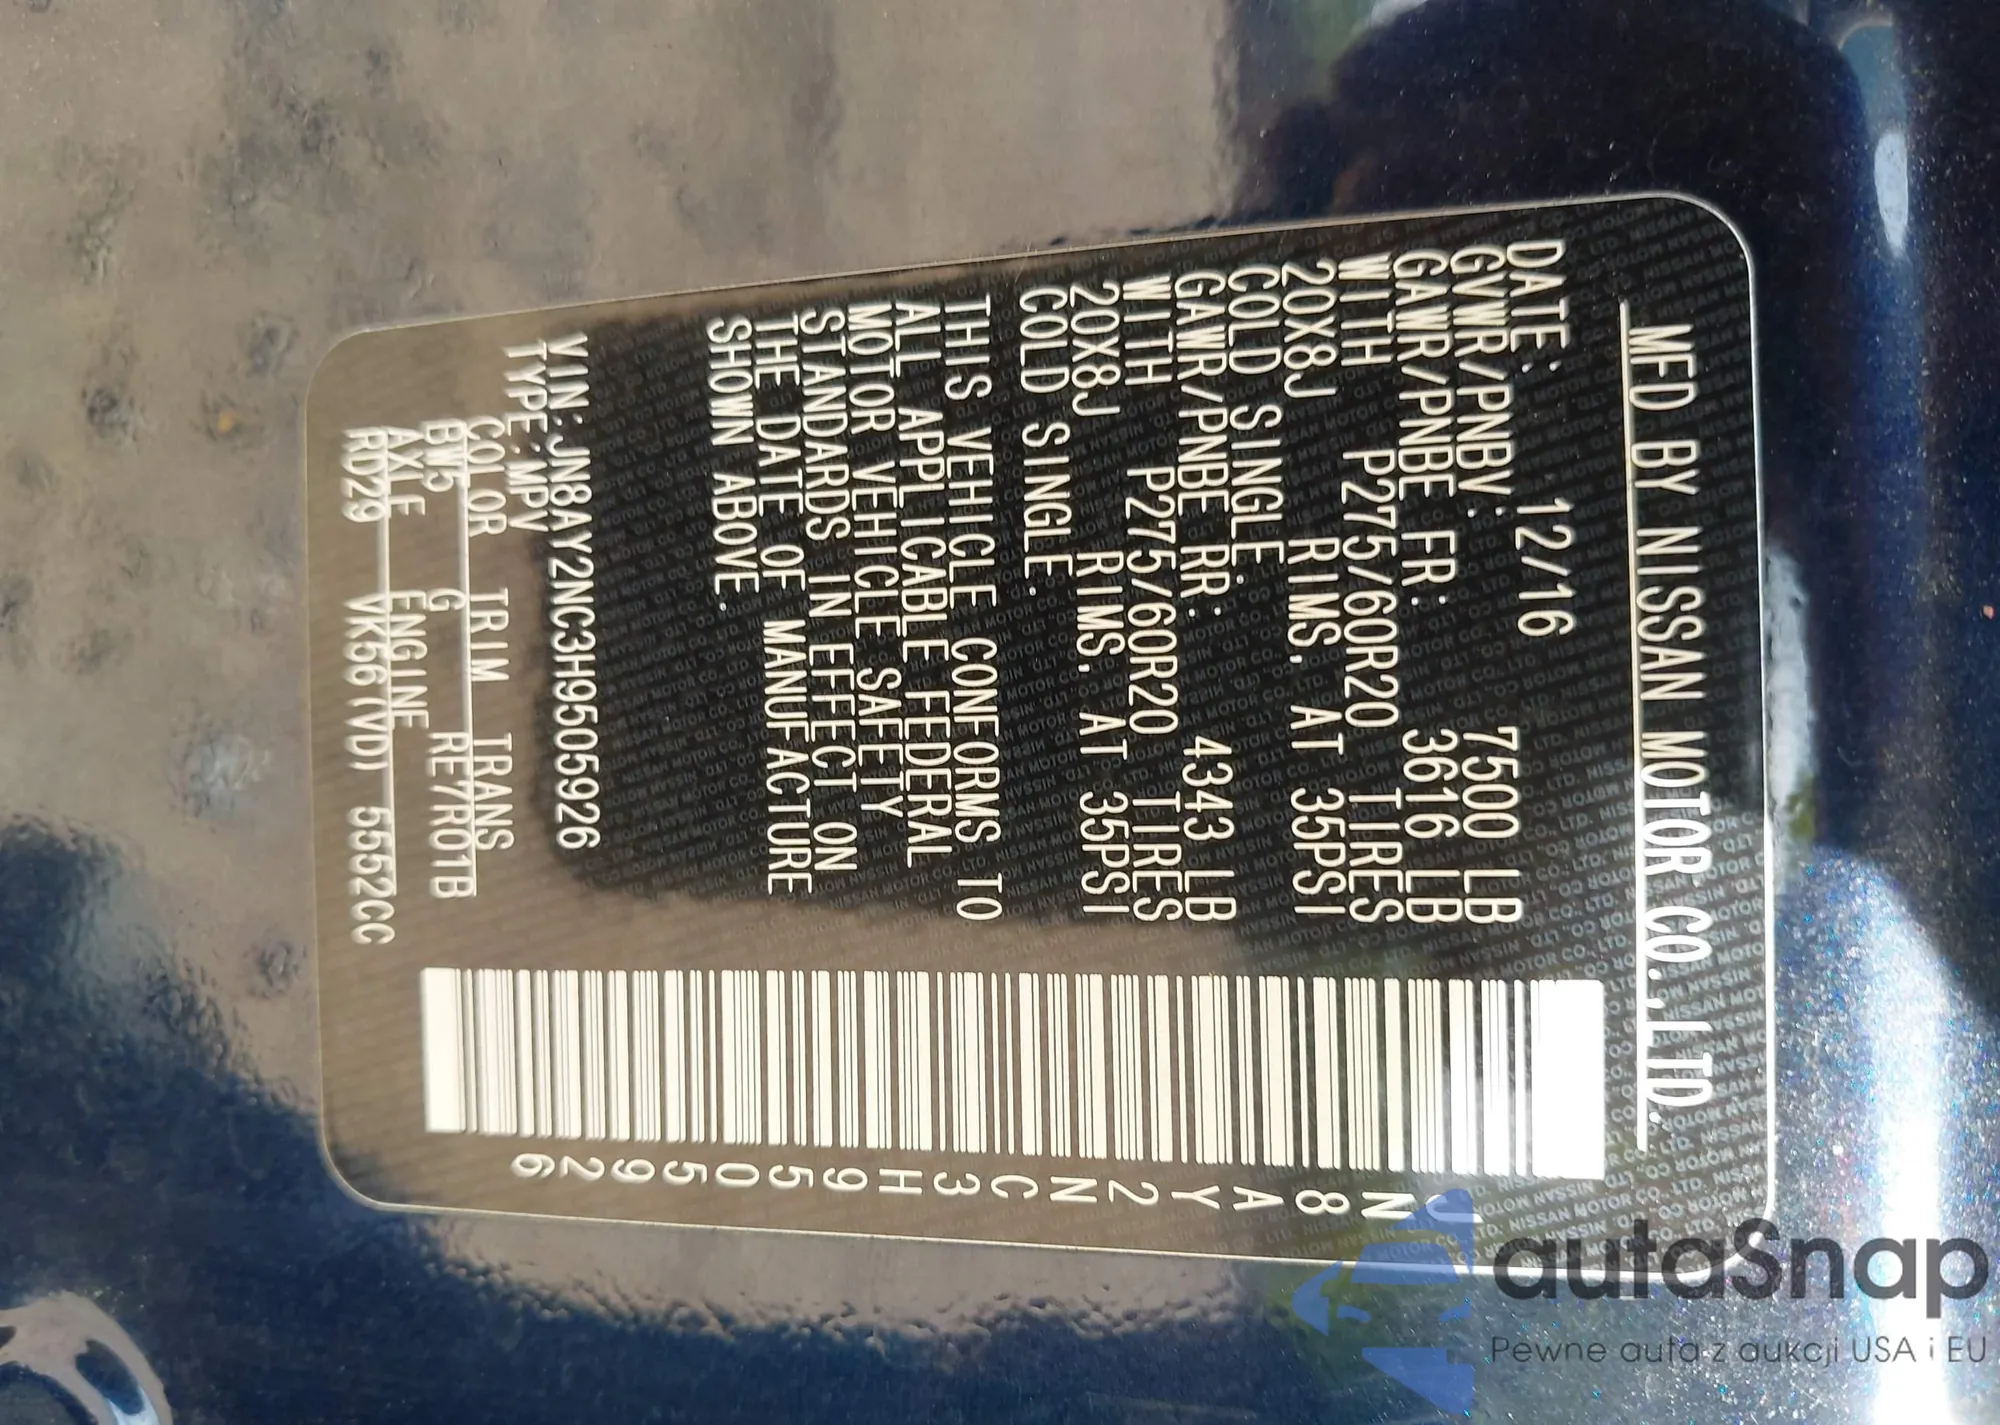 MFD BY NISSAN MOTOR CO.,LTD.
DATE: 12/16
GVWR/PNBV: 7500 LB
GAWR/PNBE FR: 3616 LB
WITH P275/60R20 TIRES
20X8J RIMS, AT 35PSI
COLD SINGLE:
GAWR/PNBE RR: 4343 LB
WITH P275/60R20 TIRES
20X8J RIMS, AT 35PSI
COLD SINGLE.
THIS VEHICLE CONFORMS TO
ALL APPLICABLE FEDERAL
MOTOR VEHICLE SAFETY
STANDARDS IN EFFECT ON
THE DATE OF MANUFACTURE
SHOWN ABOVE.
VIN:JN8AY2NC3H9505926
TYPE:MPV
COLOR TRIM TRANS
BW5 G RE7R01B
AXLE ENGINE
RD29 VK56(VD) 5552CC
JN8AY2NC3H9505926
autaSnap
Pewne auta z aukcji USA i EU